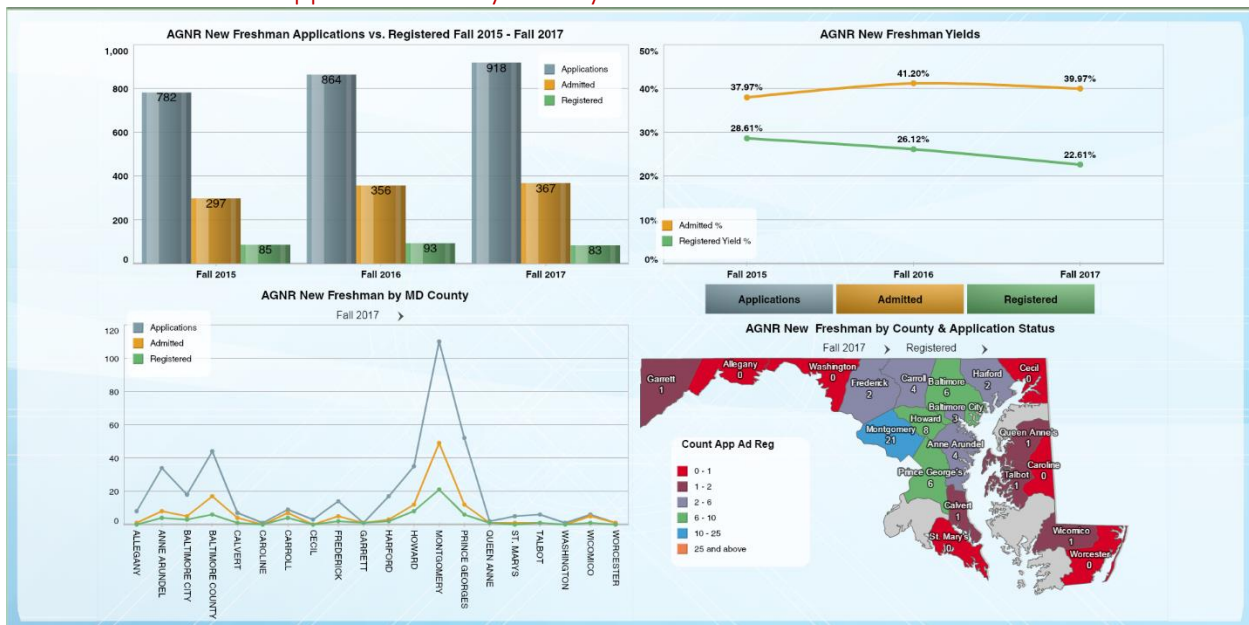 AGNR New Freshman Applications vs. Registered Fall 2015 - Fall 2017
1,000
800
600
400
200
0
782
297
85
864
356
93
918
367
83
Applications
Admitted
Registered
Fall 2015
Fall 2016
Fall 2017
AGNR New Freshman Yields
50%
40%
30%
20%
10%
0%
37.97%
41.20%
39.97%
28.61%
26.12%
22.61%
Admitted %
Registered Yield %
Fall 2015
Fall 2016
Fall 2017
Applications
Admitted
Registered
AGNR New Freshman by MD County
Fall 2017
Applications
Admitted
Registered
120
100
80
60
40
20
0
ALLEGANY
ANNE ARUNDEL
BALTIMORE CITY
BALTIMORE COUNTY
CALVERT
CAROLINE
CARROLL
CECIL
FREDERICK
GARRETT
HARFORD
HOWARD
MONTGOMERY
PRINCE GEORGES
QUEEN ANNE
ST. MARYS
TALBOT
WASHINGTON
WICOMICO
WORCESTER
AGNR New Freshman by County & Application Status
Fall 2017
Registered
Garrett
1
Allegany
0
Washington
0
Frederick
2
Carroll
4
Baltimore
6
Harford
2
Cecil
0
Baltimore City
3
Howard
8
Montgomery
21
Anne Arundel
4
Queen Anne's
1
Caroline
0
Prince George's
6
Talbot
1
Calvert
1
St. Mary's
0
Wicomico
1
Worcester
0
Count App Ad Reg
0 - 1
1 - 2
2 - 6
6 - 10
10 - 25
25 and above